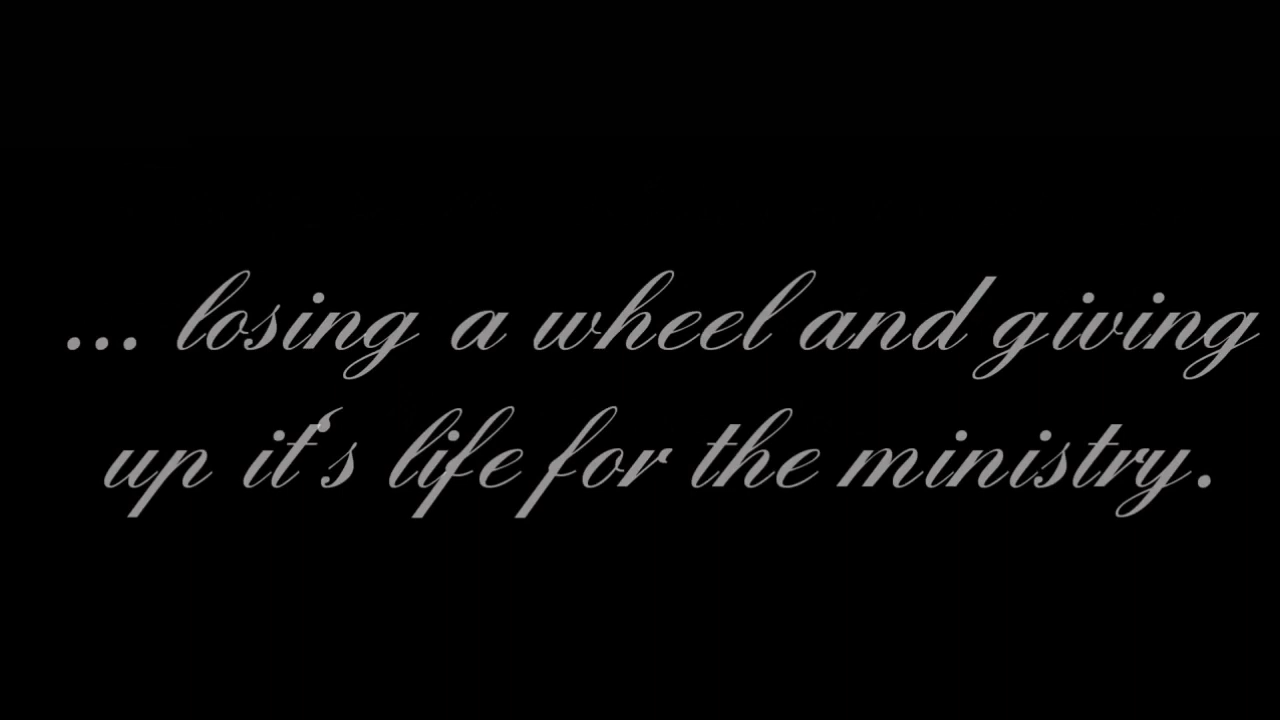 ... losing a wheel and giving
up it's life for the ministry.